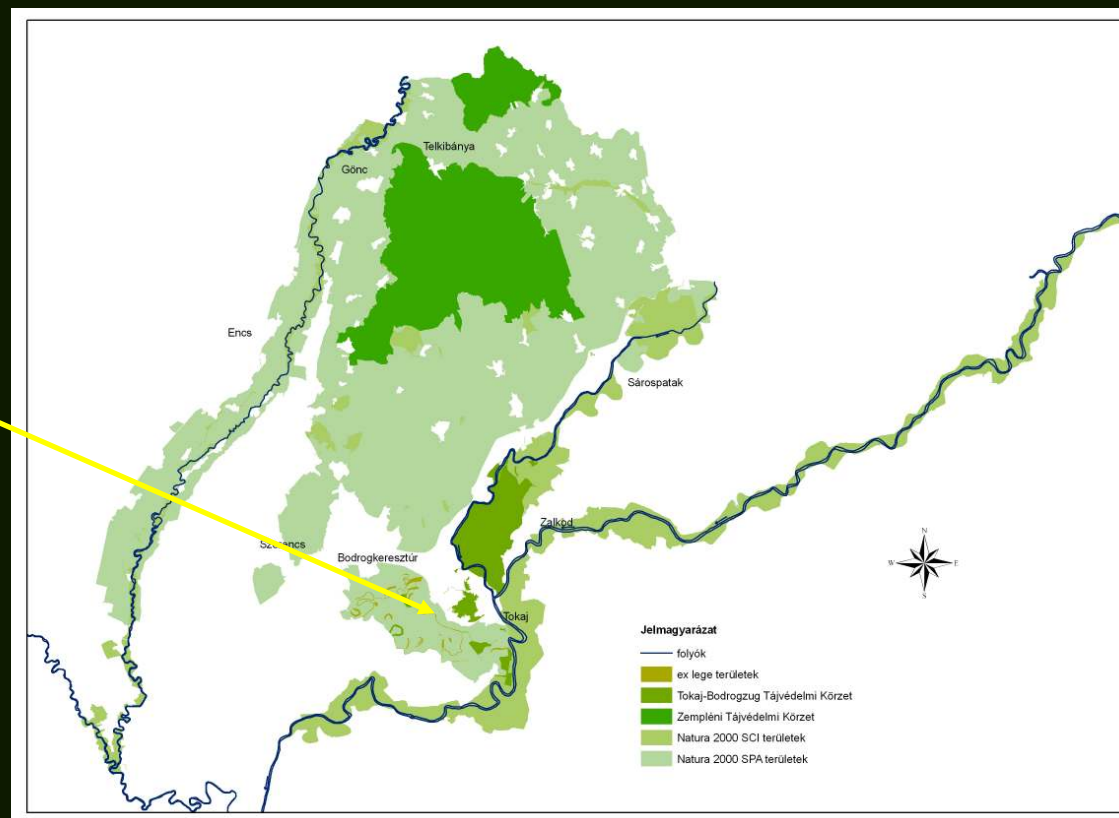 Telkibánya
Gönc
Encs
Sárospatak
Zalkod
Szerencs
Bodrogkeresztúr
Tokaj
N
W E
S
Jelmagyarázat
folyók
ex lege területek
Tokaj-Bodrogzug Tájvédelmi Körzet
Zempléni Tájvédelmi Körzet
Natura 2000 SCI területek
Natura 2000 SPA területek